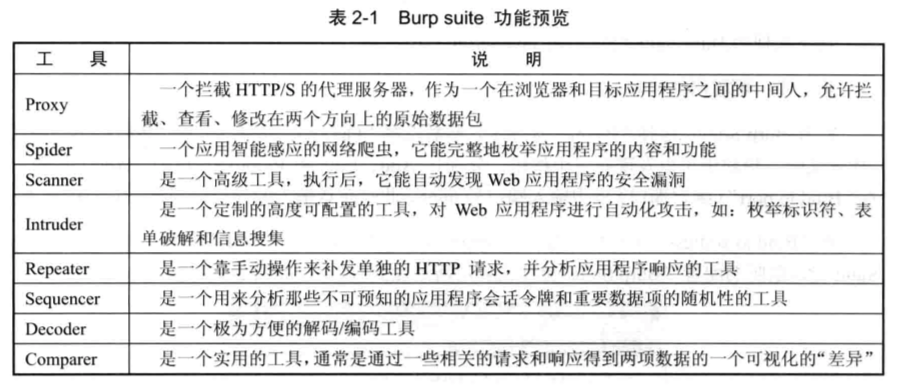 表 2-1 Burp suite 功能预览
工 具 说 明
Proxy 一个拦截 HTTP/S 的代理服务器，作为一个在浏览器和目标应用程序之间的中间人，允许拦
截、查看、修改在两个方向上的原始数据包
Spider 一个应用智能感应的网络爬虫，它能完整地枚举应用程序的内容和功能
Scanner 是一个高级工具，执行后，它能自动发现 Web 应用程序的安全漏洞
Intruder 是一个定制的高度可配置的工具，对 Web 应用程序进行自动化攻击，如：枚举标识符、表
单破解和信息搜集
Repeater 是一个靠手动操作来补发单独的 HTTP 请求，并分析应用程序响应的工具
Sequencer 是一个用来分析那些不可预知的应用程序会话令牌和重要数据项的随机性的工具
Decoder 是一个极为方便的解码/编码工具
Comparer 是一个实用的工具，通常是通过一些相关的请求和响应得到两项数据的一个可视化的“差异”